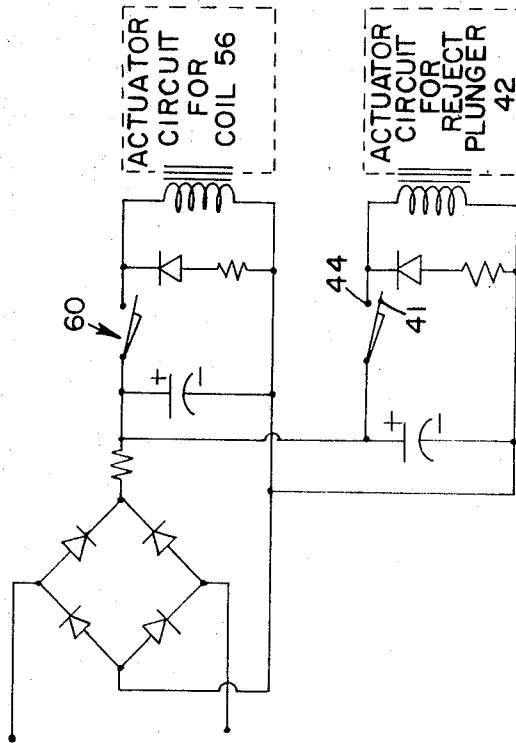 ACTUATOR
CIRCUIT
FOR
COIL 56
60
+
−
ACTUATOR
CIRCUIT
FOR
REJECT
PLUNGER
42
44
41
+
−